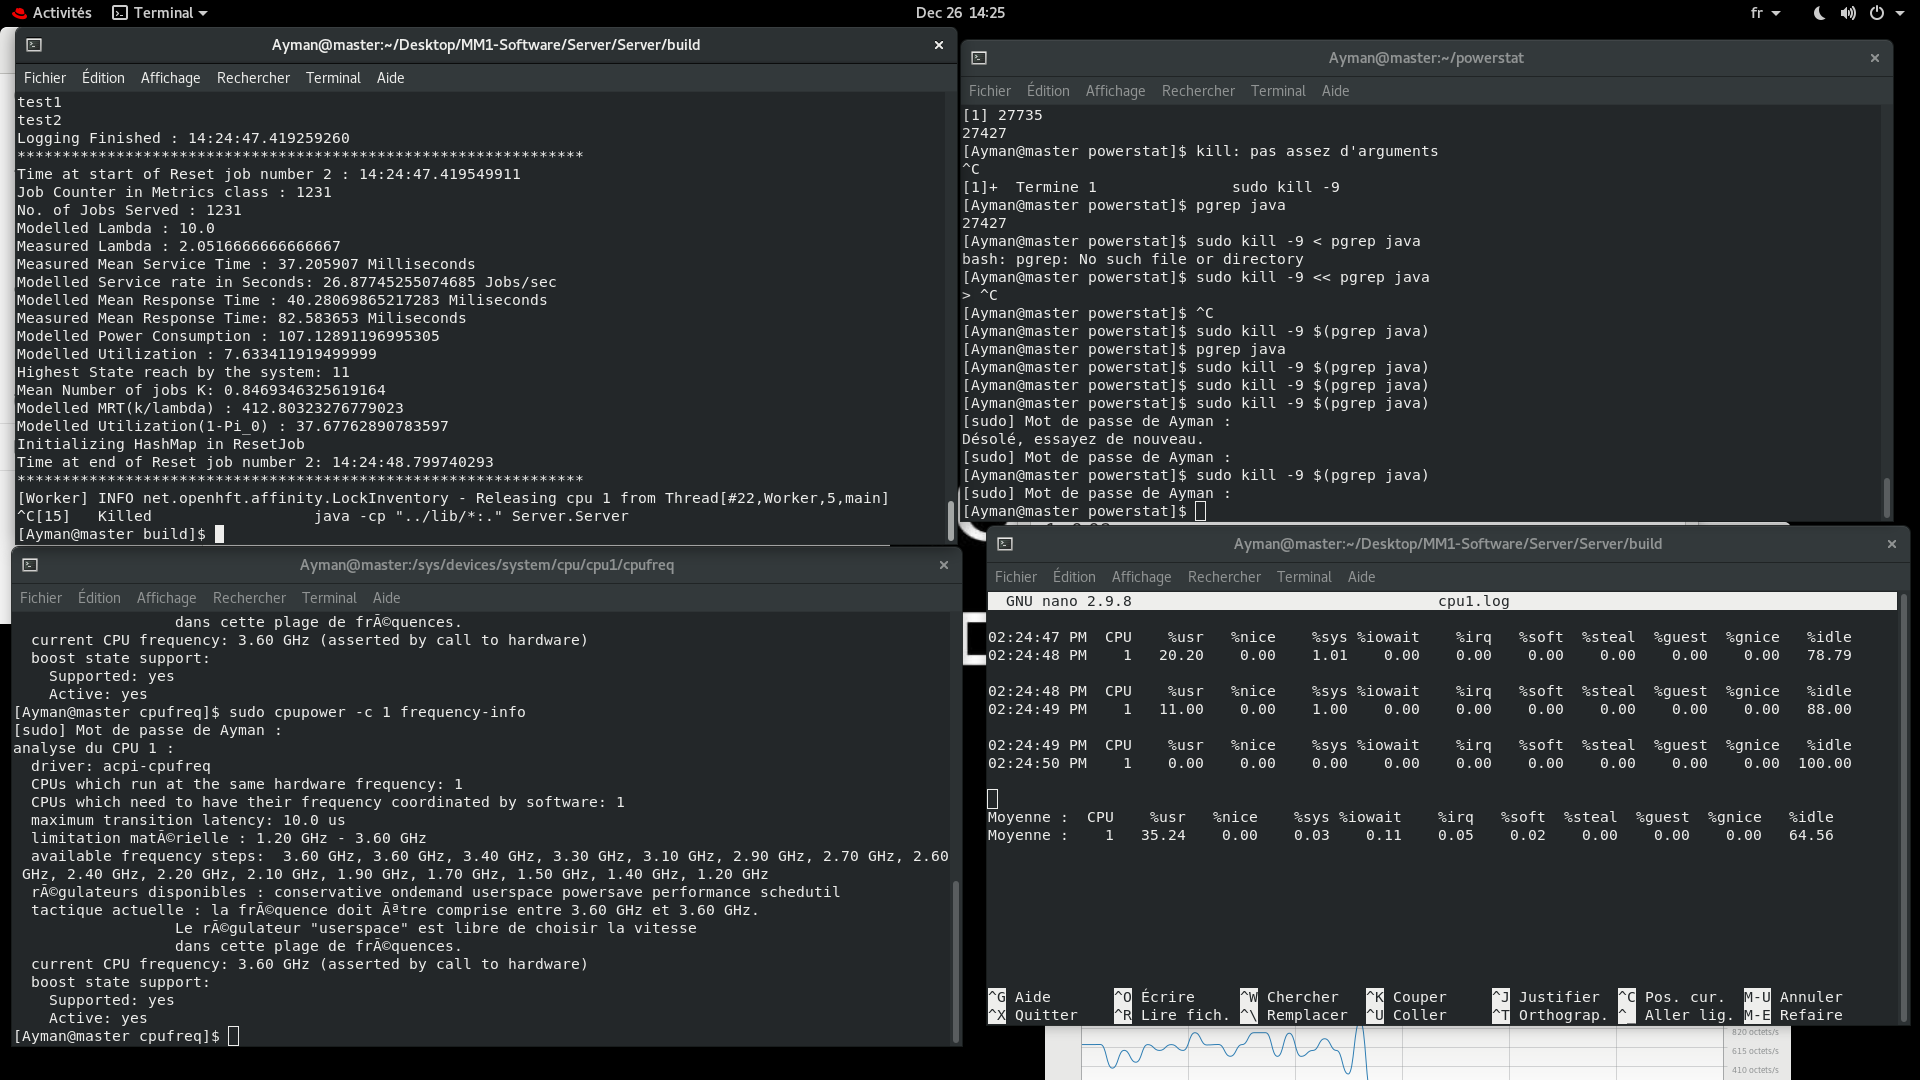 Activités Terminal Dec 26 14:25 fr
Ayman@master:~/Desktop/MM1-Software/Server/Server/build
Fichier Édition Affichage Rechercher Terminal Aide
test1
test2
Logging Finished : 14:24:47.419259260
***************************************************************
Time at start of Reset job number 2 : 14:24:47.419549911
Job Counter in Metrics class : 1231
No. of Jobs Served : 1231
Modelled Lambda : 10.0
Measured Lambda : 2.0516666666666667
Measured Mean Service Time : 37.205907 Milliseconds
Modelled Service rate in Seconds: 26.87745255074685 Jobs/sec
Modelled Mean Response Time : 40.28069865217283 Miliseconds
Measured Mean Response Time: 82.583653 Miliseconds
Modelled Power Consumption : 107.12891196995305
Modelled Utilization : 7.633411919499999
Highest State reach by the system: 11
Mean Number of jobs K: 0.8469346325619164
Modelled MRT(k/lambda) : 412.80323276779023
Modelled Utilization(1-Pi_0) : 37.67762890783597
Initializing HashMap in ResetJob
Time at end of Reset job number 2: 14:24:48.799740293
***************************************************************
[Worker] INFO net.openhft.affinity.LockInventory - Releasing cpu 1 from Thread[#22,Worker,5,main]
^C[15]   Killed                  java -cp "../lib/*:." Server.Server
[Ayman@master build]$
Ayman@master:~/powerstat
Fichier Édition Affichage Rechercher Terminal Aide
[1] 27735
27427
[Ayman@master powerstat]$ kill: pas assez d'arguments
^C
[1]+  Termine 1               sudo kill -9
[Ayman@master powerstat]$ pgrep java
27427
[Ayman@master powerstat]$ sudo kill -9 < pgrep java
bash: pgrep: No such file or directory
[Ayman@master powerstat]$ sudo kill -9 << pgrep java
> ^C
[Ayman@master powerstat]$ ^C
[Ayman@master powerstat]$ sudo kill -9 $(pgrep java)
[Ayman@master powerstat]$ pgrep java
[Ayman@master powerstat]$ sudo kill -9 $(pgrep java)
[Ayman@master powerstat]$ sudo kill -9 $(pgrep java)
[Ayman@master powerstat]$ sudo kill -9 $(pgrep java)
[sudo] Mot de passe de Ayman :
Désolé, essayez de nouveau.
[sudo] Mot de passe de Ayman :
[Ayman@master powerstat]$ sudo kill -9 $(pgrep java)
[sudo] Mot de passe de Ayman :
[Ayman@master powerstat]$
Ayman@master:/sys/devices/system/cpu/cpu1/cpufreq
Fichier Édition Affichage Rechercher Terminal Aide
dans cette plage de frÃ©quences.
current CPU frequency: 3.60 GHz (asserted by call to hardware)
boost state support:
Supported: yes
Active: yes
[Ayman@master cpufreq]$ sudo cpupower -c 1 frequency-info
[sudo] Mot de passe de Ayman :
analyse du CPU 1 :
driver: acpi-cpufreq
CPUs which run at the same hardware frequency: 1
CPUs which need to have their frequency coordinated by software: 1
maximum transition latency: 10.0 us
limitation matÃ©rielle : 1.20 GHz - 3.60 GHz
available frequency steps:  3.60 GHz, 3.60 GHz, 3.40 GHz, 3.30 GHz, 3.10 GHz, 2.90 GHz, 2.70 GHz, 2.60
GHz, 2.40 GHz, 2.20 GHz, 2.10 GHz, 1.90 GHz, 1.70 GHz, 1.50 GHz, 1.40 GHz, 1.20 GHz
rÃ©gulateurs disponibles : conservative ondemand userspace powersave performance schedutil
tactique actuelle : la frÃ©quence doit Ãªtre comprise entre 3.60 GHz et 3.60 GHz.
Le rÃ©gulateur "userspace" est libre de choisir la vitesse
dans cette plage de frÃ©quences.
current CPU frequency: 3.60 GHz (asserted by call to hardware)
boost state support:
Supported: yes
Active: yes
[Ayman@master cpufreq]$
Ayman@master:~/Desktop/MM1-Software/Server/Server/build
Fichier Édition Affichage Rechercher Terminal Aide
GNU nano 2.9.8 cpu1.log
02:24:47 PM  CPU    %usr   %nice    %sys %iowait    %irq   %soft  %steal  %guest  %gnice   %idle
02:24:48 PM    1   20.20    0.00    1.01    0.00    0.00    0.00    0.00    0.00    0.00   78.79
02:24:48 PM  CPU    %usr   %nice    %sys %iowait    %irq   %soft  %steal  %guest  %gnice   %idle
02:24:49 PM    1   11.00    0.00    1.00    0.00    0.00    0.00    0.00    0.00    0.00   88.00
02:24:49 PM  CPU    %usr   %nice    %sys %iowait    %irq   %soft  %steal  %guest  %gnice   %idle
02:24:50 PM    1    0.00    0.00    0.00    0.00    0.00    0.00    0.00    0.00    0.00  100.00
Moyenne :  CPU    %usr   %nice    %sys %iowait    %irq   %soft  %steal  %guest  %gnice   %idle
Moyenne :    1   35.24    0.00    0.03    0.11    0.05    0.02    0.00    0.00    0.00   64.56
^G Aide ^O Écrire ^W Chercher ^K Couper ^J Justifier ^C Pos. cur. M-U Annuler
^X Quitter ^R Lire fich. ^\ Remplacer ^U Coller ^T Orthograp. ^_ Aller lig. M-E Refaire
820 octets/s
615 octets/s
410 octets/s